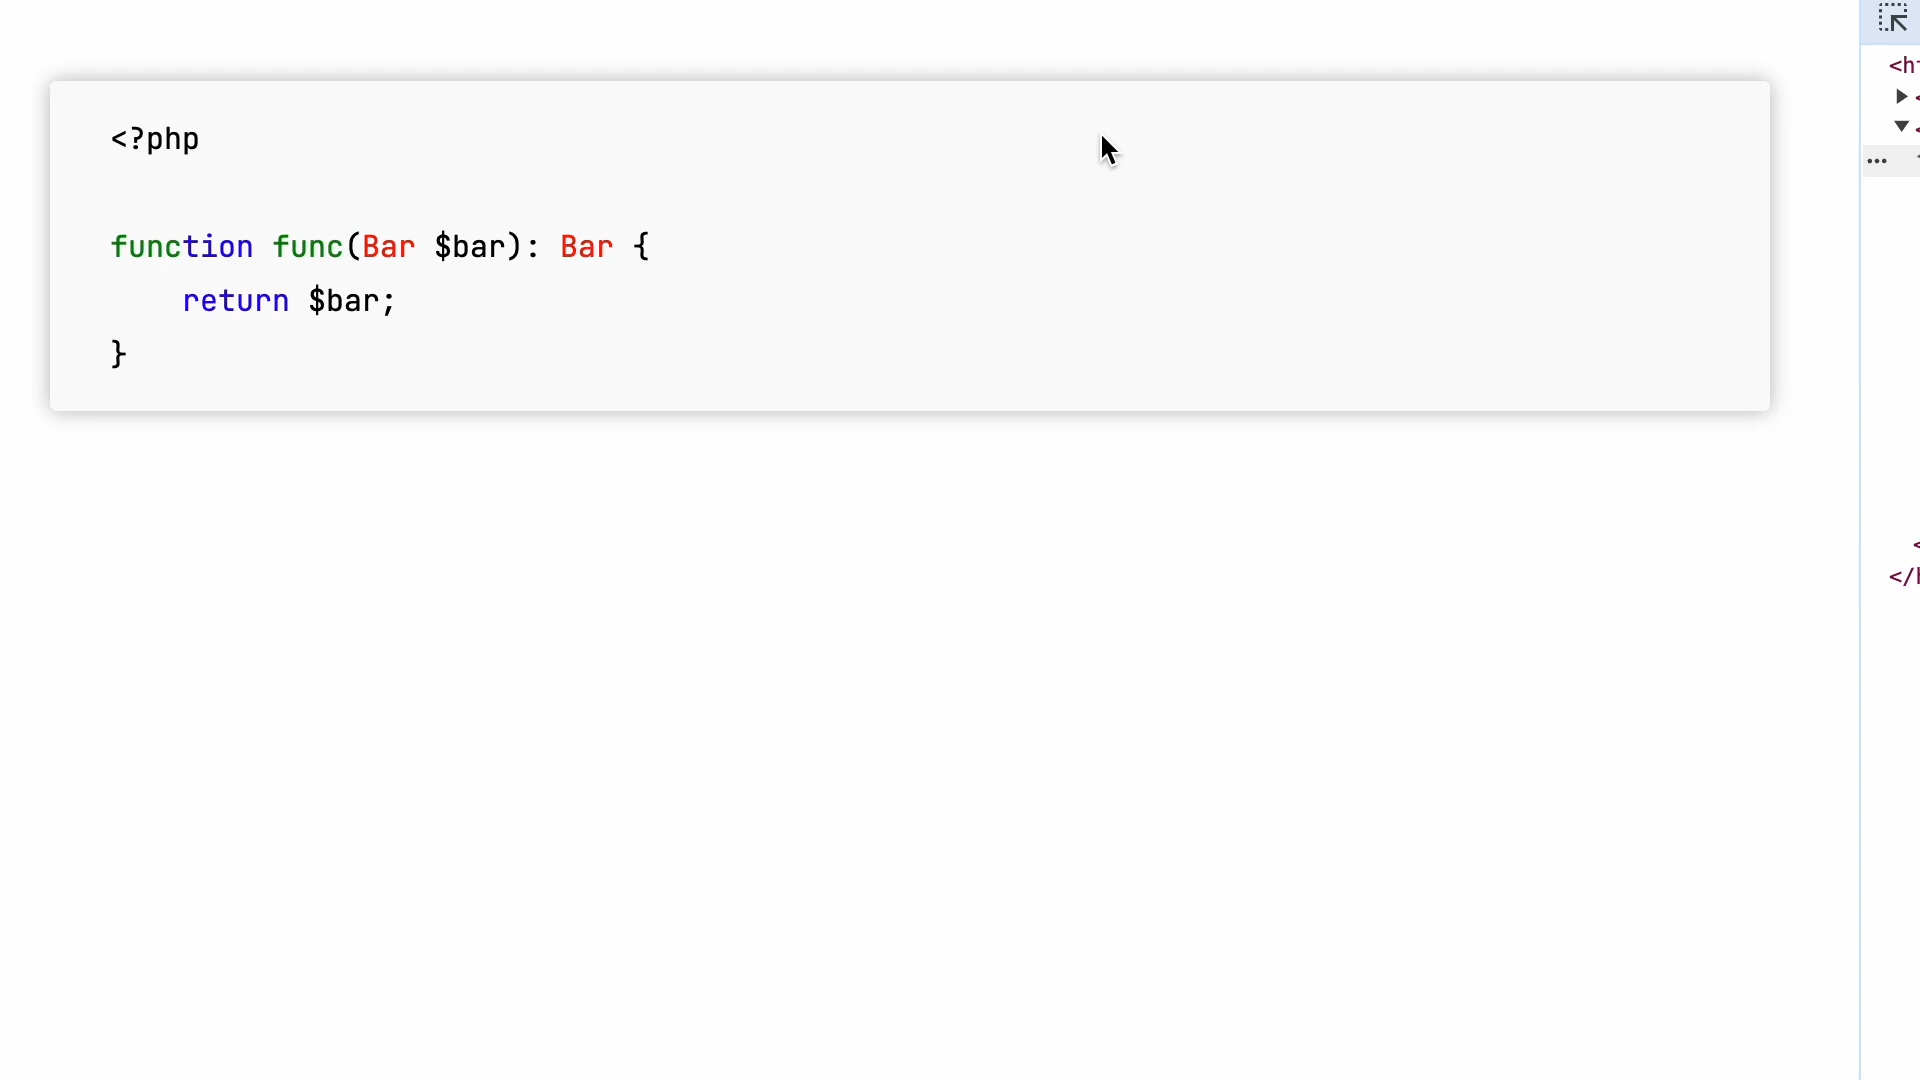 <?php
function func(Bar $bar): Bar {
    return $bar;
}